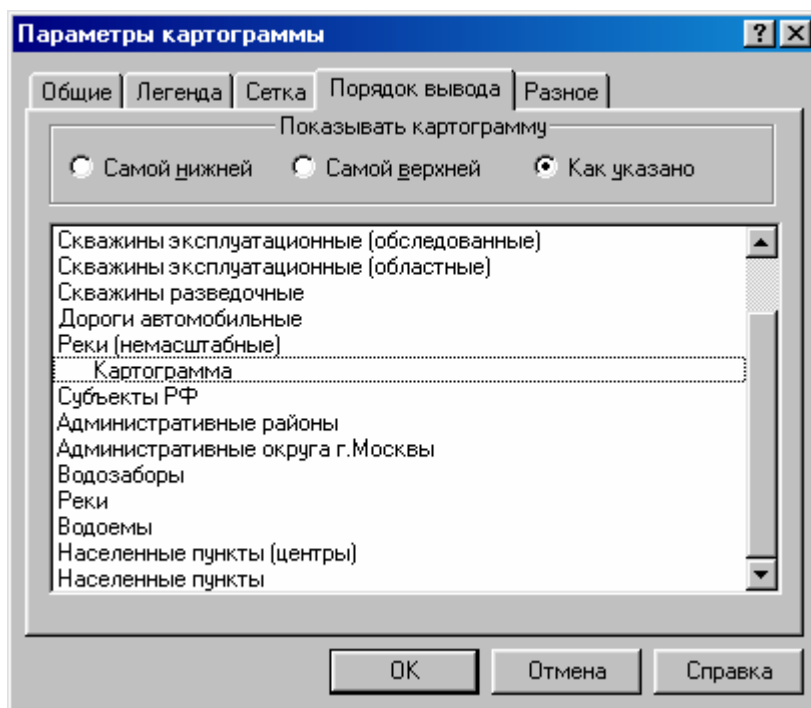 Параметры картограммы
Общие Легенда Сетка Порядок вывода Разное
Показывать картограмму
Самой нижней Самой верхней Как указано
Скважины эксплуатационные (обследованные)
Скважины эксплуатационные (областные)
Скважины разведочные
Дороги автомобильные
Реки (немасштабные)
Картограмма
Субъекты РФ
Административные районы
Административные округа г.Москвы
Водозаборы
Реки
Водоемы
Населенные пункты (центры)
Населенные пункты
OK Отмена Справка